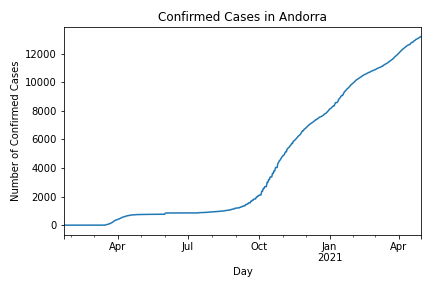 Confirmed Cases in Andorra
Number of Confirmed Cases
12000
10000
8000
6000
4000
2000
0
Apr Jul Oct Jan Apr
2021
Day